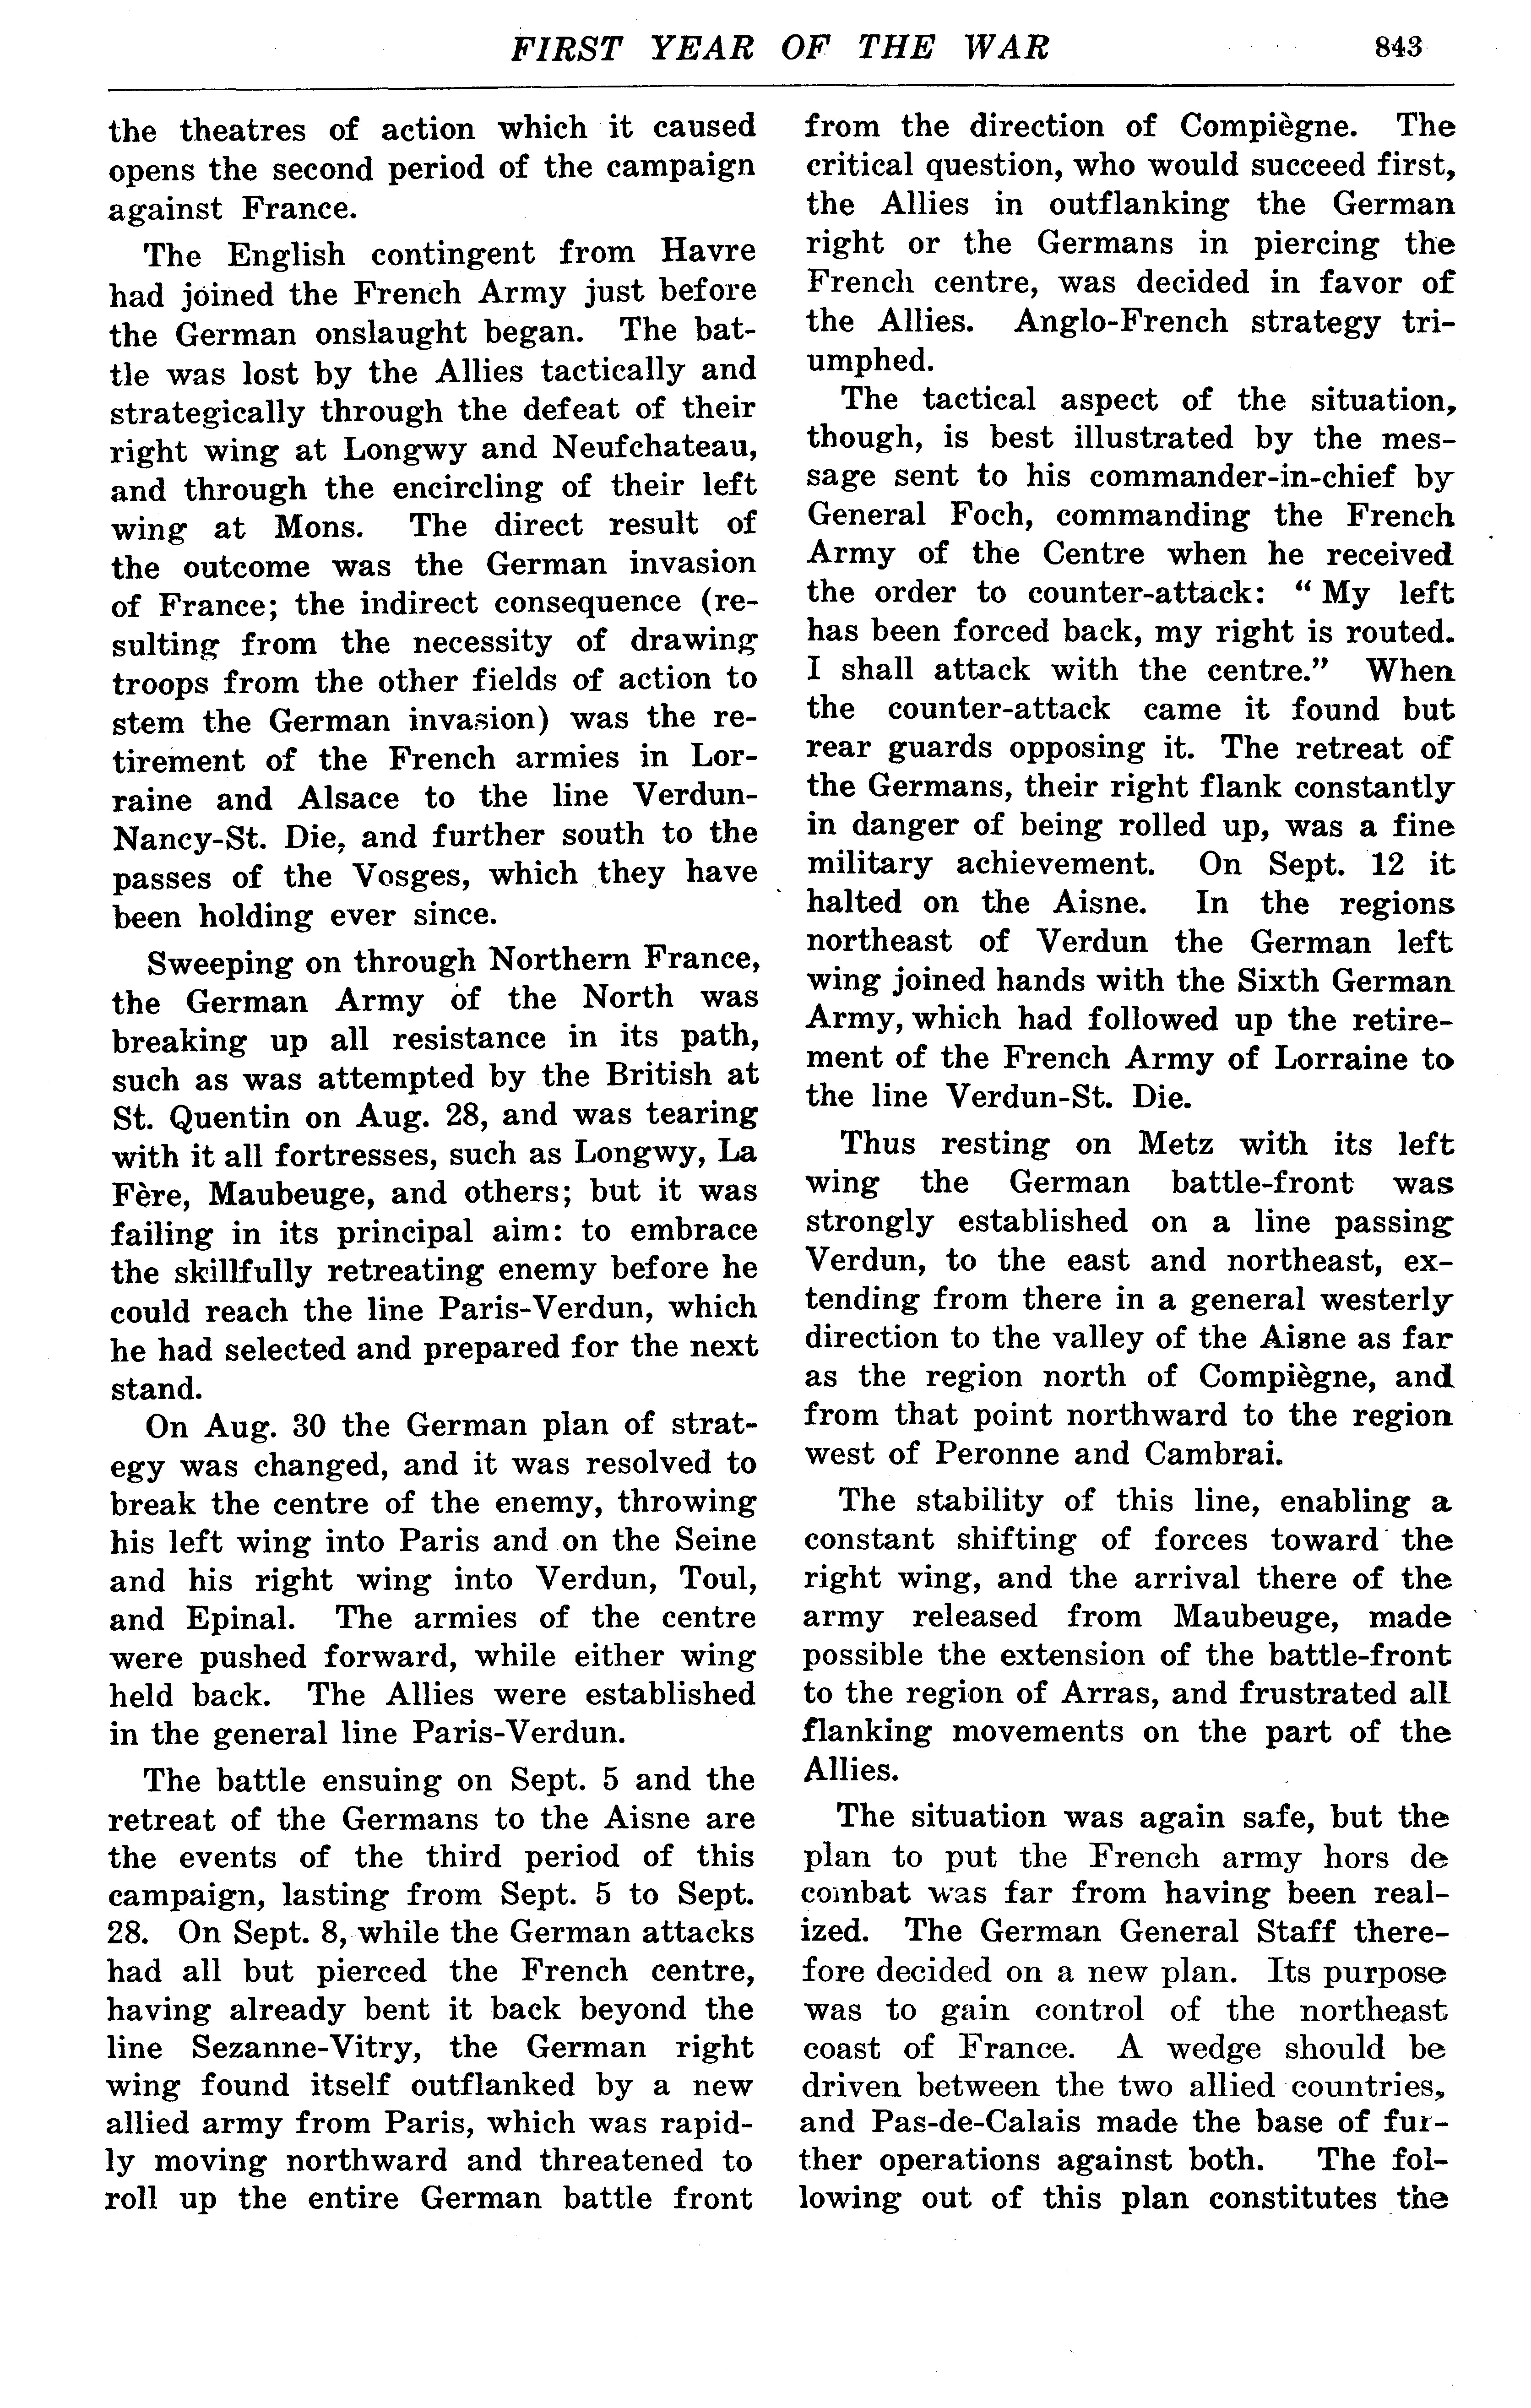 FIRST YEAR OF THE WAR 843
the theatres of action which it caused
opens the second period of the campaign
against France.
The English contingent from Havre
had joined the French Army just before
the German onslaught began. The bat-
tle was lost by the Allies tactically and
strategically through the defeat of their
right wing at Longwy and Neufchateau,
and through the encircling of their left
wing at Mons. The direct result of
the outcome was the German invasion
of France; the indirect consequence (re-
sulting from the necessity of drawing
troops from the other fields of action to
stem the German invasion) was the re-
tirement of the French armies in Lor-
raine and Alsace to the line Verdun-
Nancy-St. Die, and further south to the
passes of the Vosges, which they have
been holding ever since.
Sweeping on through Northern France,
the German Army of the North was
breaking up all resistance in its path,
such as was attempted by the British at
St. Quentin on Aug. 28, and was tearing
with it all fortresses, such as Longwy, La
Fère, Maubeuge, and others; but it was
failing in its principal aim: to embrace
the skillfully retreating enemy before he
could reach the line Paris-Verdun, which
he had selected and prepared for the next
stand.
On Aug. 30 the German plan of strat-
egy was changed, and it was resolved to
break the centre of the enemy, throwing
his left wing into Paris and on the Seine
and his right wing into Verdun, Toul,
and Epinal. The armies of the centre
were pushed forward, while either wing
held back. The Allies were established
in the general line Paris-Verdun.
The battle ensuing on Sept. 5 and the
retreat of the Germans to the Aisne are
the events of the third period of this
campaign, lasting from Sept. 5 to Sept.
28. On Sept. 8, while the German attacks
had all but pierced the French centre,
having already bent it back beyond the
line Sezanne-Vitry, the German right
wing found itself outflanked by a new
allied army from Paris, which was rapid-
ly moving northward and threatened to
roll up the entire German battle front
from the direction of Compiègne. The
critical question, who would succeed first,
the Allies in outflanking the German
right or the Germans in piercing the
French centre, was decided in favor of
the Allies. Anglo-French strategy tri-
umphed.
The tactical aspect of the situation,
though, is best illustrated by the mes-
sage sent to his commander-in-chief by
General Foch, commanding the French
Army of the Centre when he received
the order to counter-attack: “ My left
has been forced back, my right is routed.
I shall attack with the centre.” When
the counter-attack came it found but
rear guards opposing it. The retreat of
the Germans, their right flank constantly
in danger of being rolled up, was a fine
military achievement. On Sept. 12 it
halted on the Aisne. In the regions
northeast of Verdun the German left
wing joined hands with the Sixth German
Army, which had followed up the retire-
ment of the French Army of Lorraine to
the line Verdun-St. Die.
Thus resting on Metz with its left
wing the German battle-front was
strongly established on a line passing
Verdun, to the east and northeast, ex-
tending from there in a general westerly
direction to the valley of the Aisne as far
as the region north of Compiègne, and
from that point northward to the region
west of Peronne and Cambrai.
The stability of this line, enabling a
constant shifting of forces toward the
right wing, and the arrival there of the
army released from Maubeuge, made
possible the extension of the battle-front
to the region of Arras, and frustrated all
flanking movements on the part of the
Allies.
The situation was again safe, but the
plan to put the French army hors de
combat was far from having been real-
ized. The German General Staff there-
fore decided on a new plan. Its purpose
was to gain control of the northeast
coast of France. A wedge should be
driven between the two allied countries,
and Pas-de-Calais made the base of fur-
ther operations against both. The fol-
lowing out of this plan constitutes the